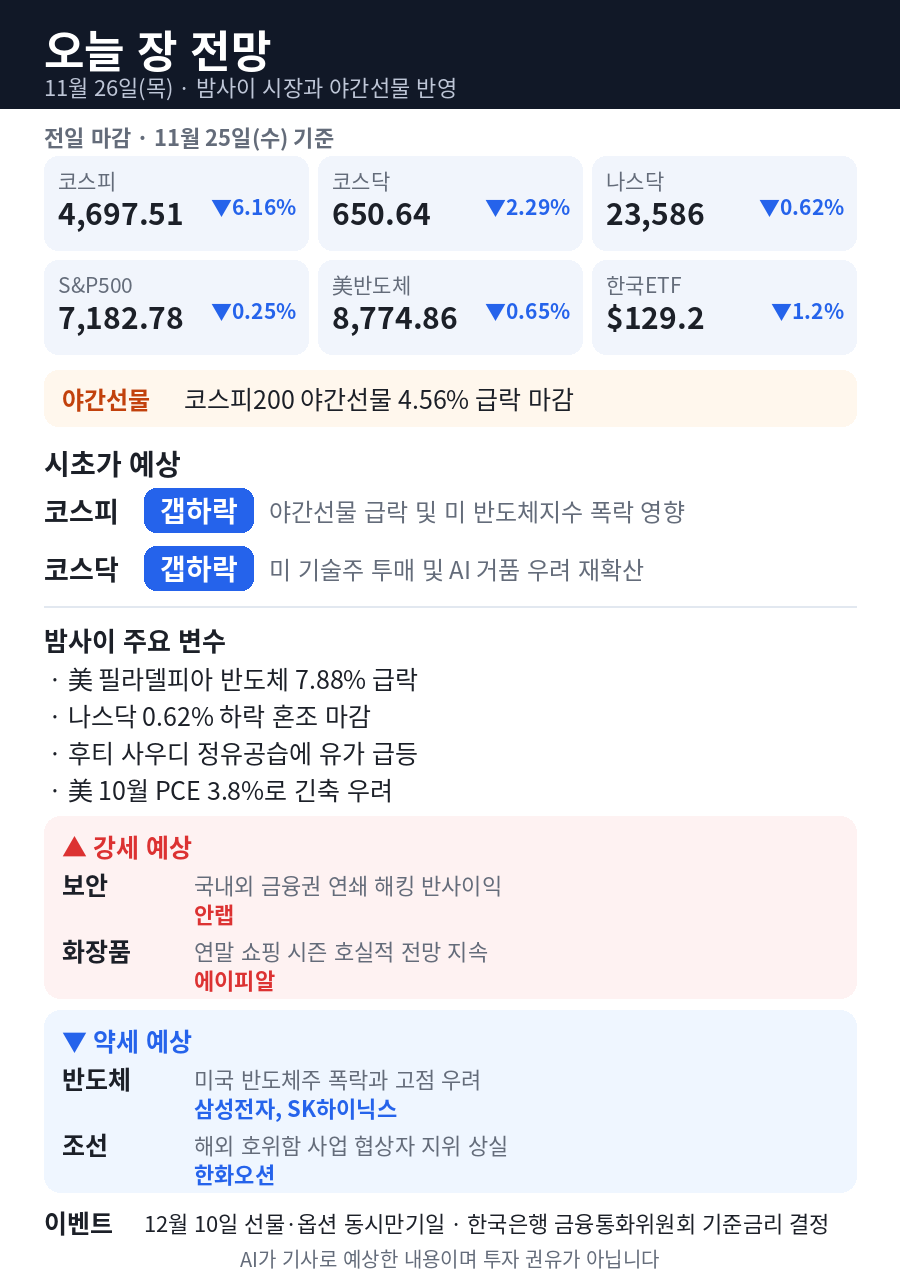 오늘 장 전망
11월 26일(목) · 밤사이 시장과 야간선물 반영
전일 마감 · 11월 25일(수) 기준
코스피
4,697.51 ▼6.16%
코스닥
650.64 ▼2.29%
나스닥
23,586 ▼0.62%
S&P500
7,182.78 ▼0.25%
美반도체
8,774.86 ▼0.65%
한국ETF
$129.2 ▼1.2%
야간선물 코스피200 야간선물 4.56% 급락 마감
시초가 예상
코스피 갭하락 야간선물 급락 및 미 반도체지수 폭락 영향
코스닥 갭하락 미 기술주 투매 및 AI 거품 우려 재확산
밤사이 주요 변수
· 美 필라델피아 반도체 7.88% 급락
· 나스닥 0.62% 하락 혼조 마감
· 후티 사우디 정유공습에 유가 급등
· 美 10월 PCE 3.8%로 긴축 우려
▲ 강세 예상
보안 국내외 금융권 연쇄 해킹 반사이익
안랩
화장품 연말 쇼핑 시즌 호실적 전망 지속
에이피알
▼ 약세 예상
반도체 미국 반도체주 폭락과 고점 우려
삼성전자, SK하이닉스
조선 해외 호위함 사업 협상자 지위 상실
한화오션
이벤트 12월 10일 선물·옵션 동시만기일 · 한국은행 금융통화위원회 기준금리 결정
AI가 기사로 예상한 내용이며 투자 권유가 아닙니다